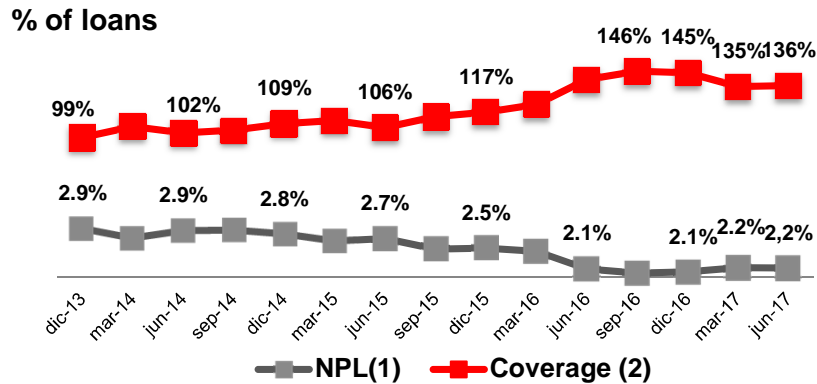 % of loans
99%
102%
109%
106%
117%
146%
145%
135%
136%
2.9%
2.9%
2.8%
2.7%
2.5%
2.1%
2.1%
2.2%
2,2%
dic-13
mar-14
jun-14
sep-14
dic-14
mar-15
jun-15
sep-15
dic-15
mar-16
jun-16
sep-16
dic-16
mar-17
jun-17
NPL(1)
Coverage (2)